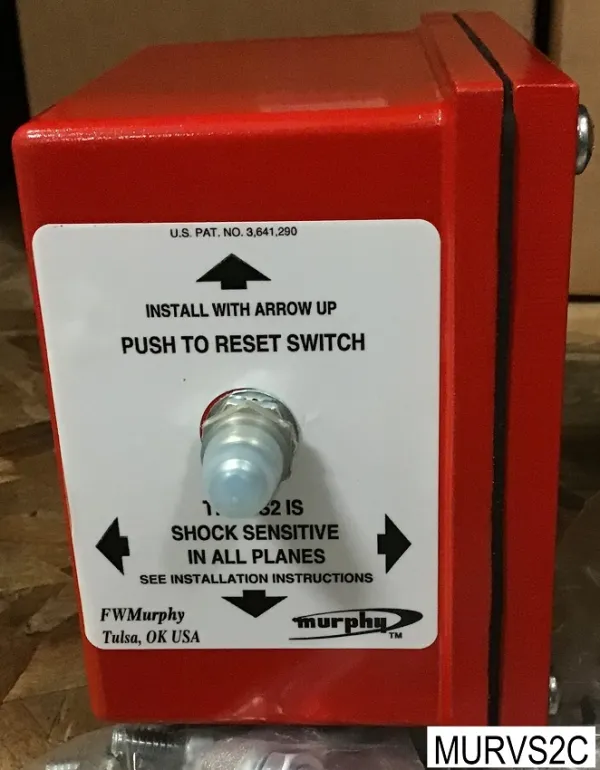 U.S. PAT. NO. 3,641,290
INSTALL WITH ARROW UP
PUSH TO RESET SWITCH
IS
SHOCK SENSITIVE
IN ALL PLANES
SEE INSTALLATION INSTRUCTIONS
FWMurphy
Tulsa, OK USA
murphy
TM
MURVS2C